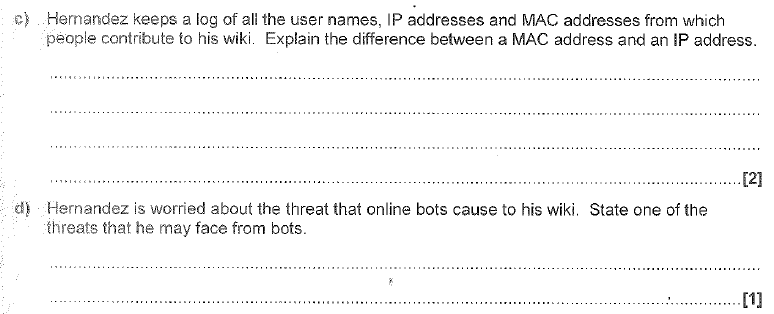 c) Hernandez keeps a log of all the user names, IP addresses and MAC addresses from which
people contribute to his wiki. Explain the difference between a MAC address and an IP address.
[2]
d) Hernandez is worried about the threat that online bots cause to his wiki. State one of the
threats that he may face from bots.
[1]